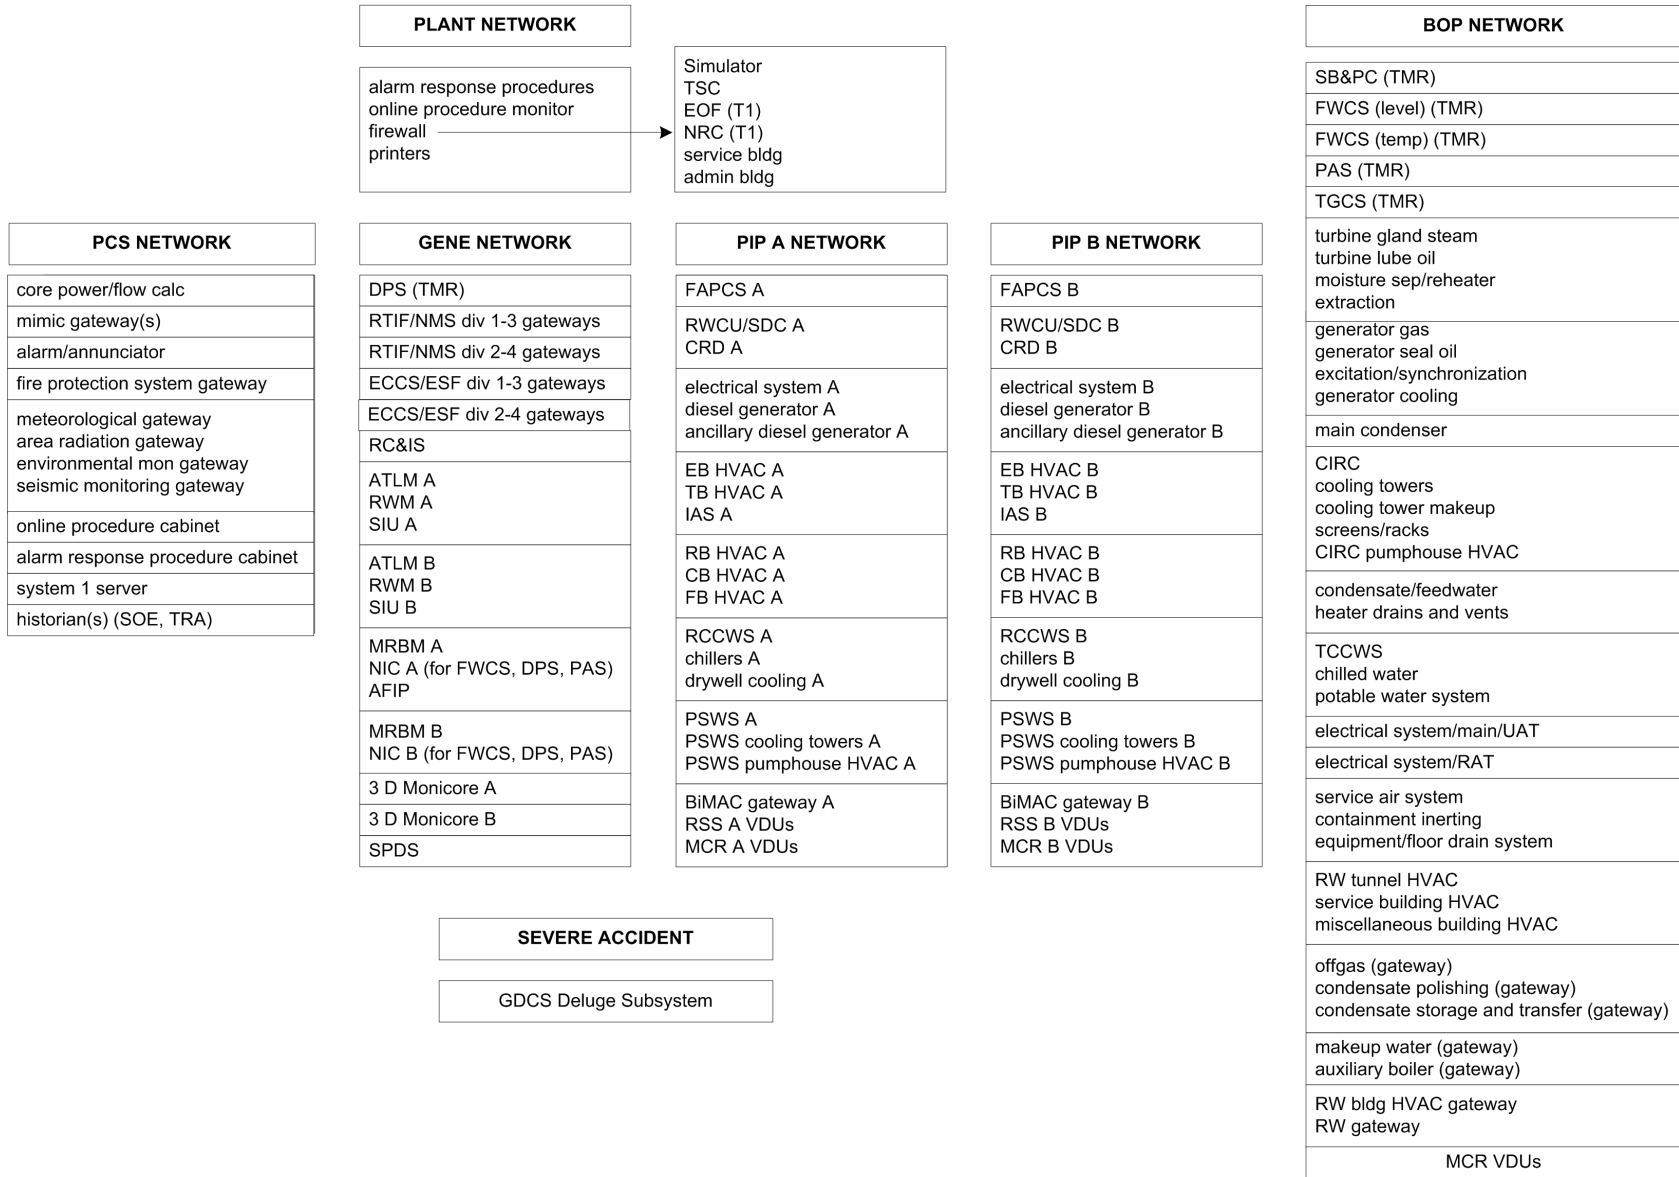 PLANT NETWORK
alarm response procedures
online procedure monitor
firewall
printers
Simulator
TSC
EOF (T1)
NRC (T1)
service bldg
admin bldg
PCS NETWORK
core power/flow calc
mimic gateway(s)
alarm/annunciator
fire protection system gateway
meteorological gateway
area radiation gateway
environmental mon gateway
seismic monitoring gateway
online procedure cabinet
alarm response procedure cabinet
system 1 server
historian(s) (SOE, TRA)
GENE NETWORK
DPS (TMR)
RTIF/NMS div 1-3 gateways
RTIF/NMS div 2-4 gateways
ECCS/ESF div 1-3 gateways
ECCS/ESF div 2-4 gateways
RC&IS
ATLM A
RWM A
SIU A
ATLM B
RWM B
SIU B
MRBM A
NIC A (for FWCS, DPS, PAS)
AFIP
MRBM B
NIC B (for FWCS, DPS, PAS)
3 D Monicore A
3 D Monicore B
SPDS
PIP A NETWORK
FAPCS A
RWCU/SDC A
CRD A
electrical system A
diesel generator A
ancillary diesel generator A
EB HVAC A
TB HVAC A
IAS A
RB HVAC A
CB HVAC A
FB HVAC A
RCCWS A
chillers A
drywell cooling A
PSWS A
PSWS cooling towers A
PSWS pumphouse HVAC A
BiMAC gateway A
RSS A VDUs
MCR A VDUs
PIP B NETWORK
FAPCS B
RWCU/SDC B
CRD B
electrical system B
diesel generator B
ancillary diesel generator B
EB HVAC B
TB HVAC B
IAS B
RB HVAC B
CB HVAC B
FB HVAC B
RCCWS B
chillers B
drywell cooling B
PSWS B
PSWS cooling towers B
PSWS pumphouse HVAC B
BiMAC gateway B
RSS B VDUs
MCR B VDUs
BOP NETWORK
SB&PC (TMR)
FWCS (level) (TMR)
FWCS (temp) (TMR)
PAS (TMR)
TGCS (TMR)
turbine gland steam
turbine lube oil
moisture sep/reheater
extraction
generator gas
generator seal oil
excitation/synchronization
generator cooling
main condenser
CIRC
cooling towers
cooling tower makeup
screens/racks
CIRC pumphouse HVAC
condensate/feedwater
heater drains and vents
TCCWS
chilled water
potable water system
electrical system/main/UAT
electrical system/RAT
service air system
containment inerting
equipment/floor drain system
RW tunnel HVAC
service building HVAC
miscellaneous building HVAC
offgas (gateway)
condensate polishing (gateway)
condensate storage and transfer (gateway)
makeup water (gateway)
auxiliary boiler (gateway)
RW bldg HVAC gateway
RW gateway
MCR VDUs
SEVERE ACCIDENT
GDCS Deluge Subsystem